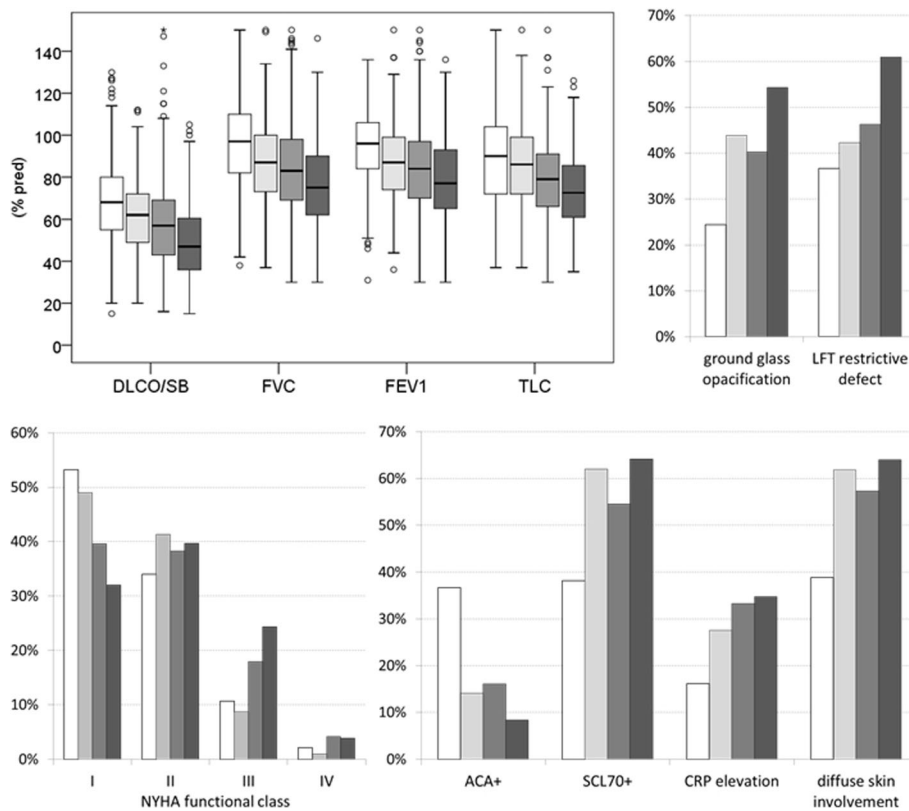 (% pred)
140
120
100
80
60
40
20
0
DLCO/SB
FVC
FEV1
TLC
70%
60%
50%
40%
30%
20%
10%
0%
ground glass
opacification
LFT restrictive
defect
60%
50%
40%
30%
20%
10%
0%
I
II
III
IV
NYHA functional class
70%
60%
50%
40%
30%
20%
10%
0%
ACA+
SCL70+
CRP elevation
diffuse skin
involvement